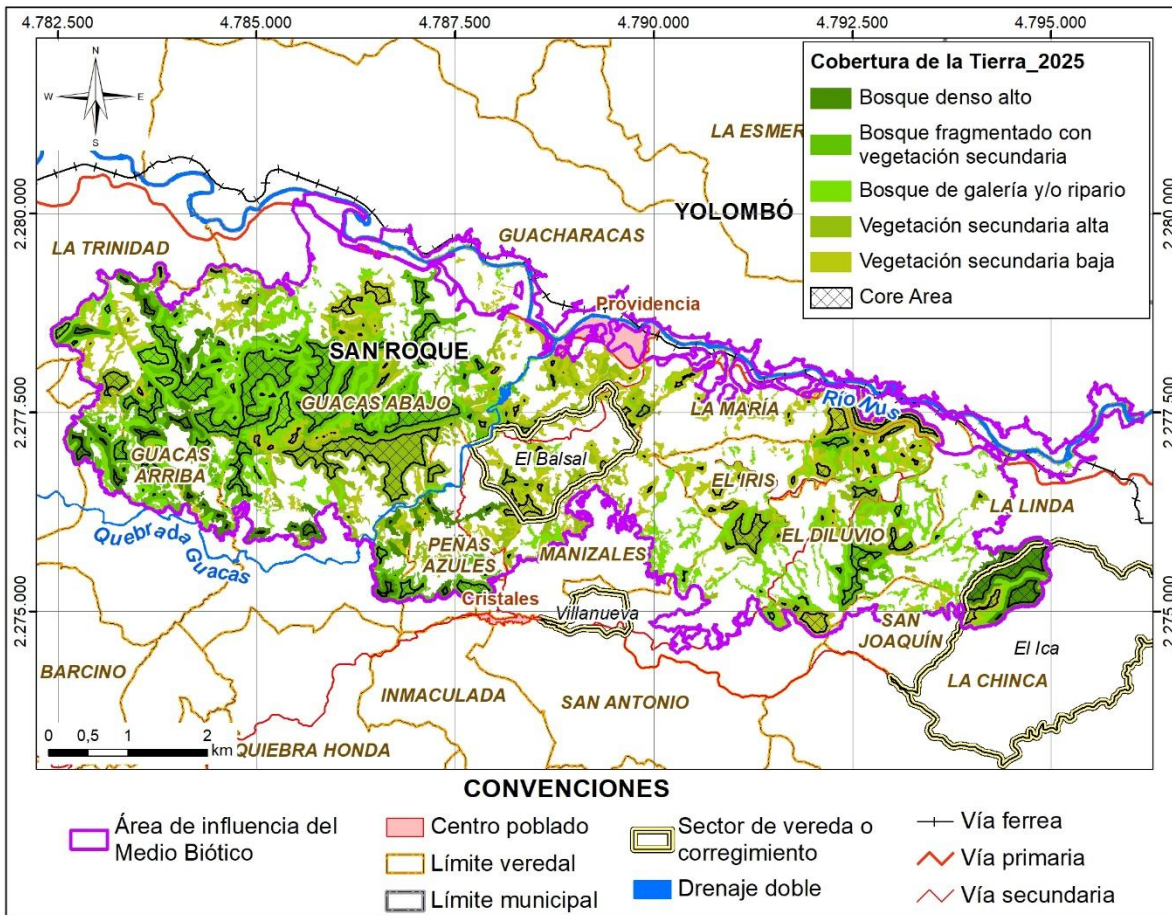 4.782.500
4.785.000
4.787.500
4.790.000
4.792.500
4.795.000
N
W
E
S
Cobertura de la Tierra_2025
Bosque denso alto
Bosque fragmentado con
vegetación secundaria
Bosque de galería y/o ripario
Vegetación secundaria alta
Vegetación secundaria baja
Core Area
LA ESMER
2.280.000
2.280.000
YOLOMBÓ
GUACHARACAS
LA TRINIDAD
Providencia
SAN ROQUE
GUACAS ABAJO
LA MARÍA
Río Nus
2.277.500
2.277.500
El Balsal
GUACAS
ARRIBA
EL IRIS
LA LINDA
EL DILUVIO
Quebrada
Guacas
PEÑAS
AZULES
MANIZALES
Cristales
Villanueva
2.275.000
2.275.000
SAN
JOAQUÍN
El Ica
LA CHINCA
BARCINO
INMACULADA
SAN ANTONIO
0 0,5 1 2
km
QUIEBRA HONDA
CONVENCIONES
Área de influencia del
Medio Biótico
Centro poblado
Límite veredal
Límite municipal
Sector de vereda o
corregimiento
Drenaje doble
Vía ferrea
Vía primaria
Vía secundaria